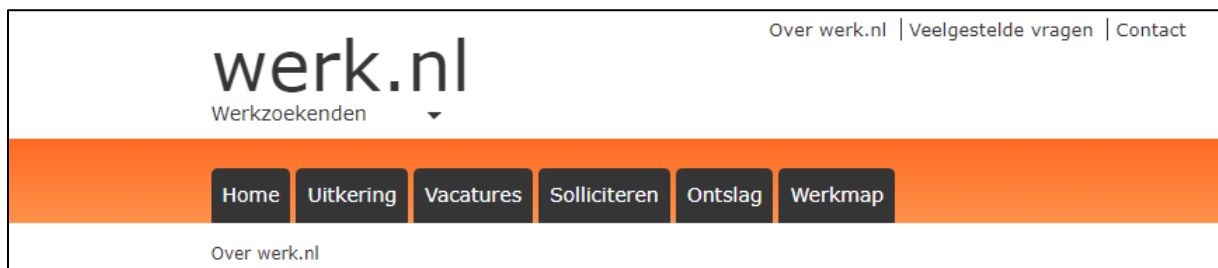 Over werk.nl | Veelgestelde vragen | Contact
werk.nl
Werkzoekenden
Home Uitkering Vacatures Solliciteren Ontslag Werkmap
Over werk.nl